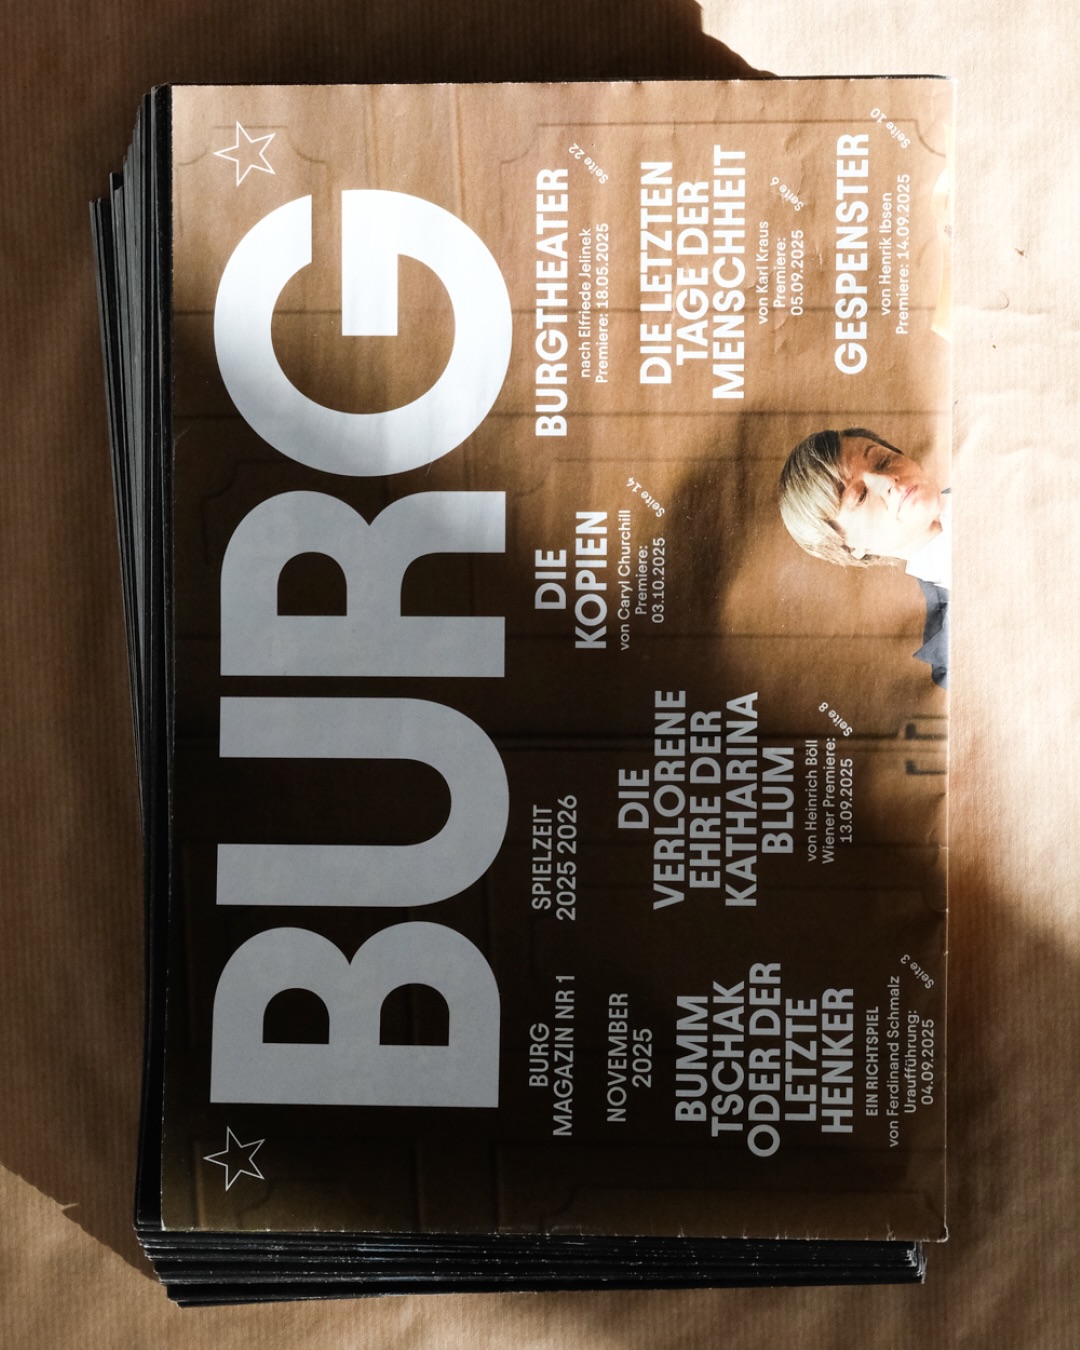 BURG
BURG
MAGAZIN NR 1
NOVEMBER
2025
SPIELZEIT
2025 2026
BUMM
TSCHAK
ODER DER
LETZTE
HENKER
EIN RICHTSPIEL
von Ferdinand Schmalz
Uraufführung:
04.09.2025
Seite 3
DIE
VERLORENE
EHRE DER
KATHARINA
BLUM
von Heinrich Böll
Wiener Premiere:
13.09.2025
Seite 8
DIE
KOPIEN
von Caryl Churchill
Premiere:
03.10.2025
Seite 14
BURGTHEATER
nach Elfriede Jelinek
Premiere: 18.05.2025
Seite 22
DIE LETZTEN
TAGE DER
MENSCHHEIT
von Karl Kraus
Premiere:
05.09.2025
Seite 6
GESPENSTER
von Henrik Ibsen
Premiere: 14.09.2025
Seite 10